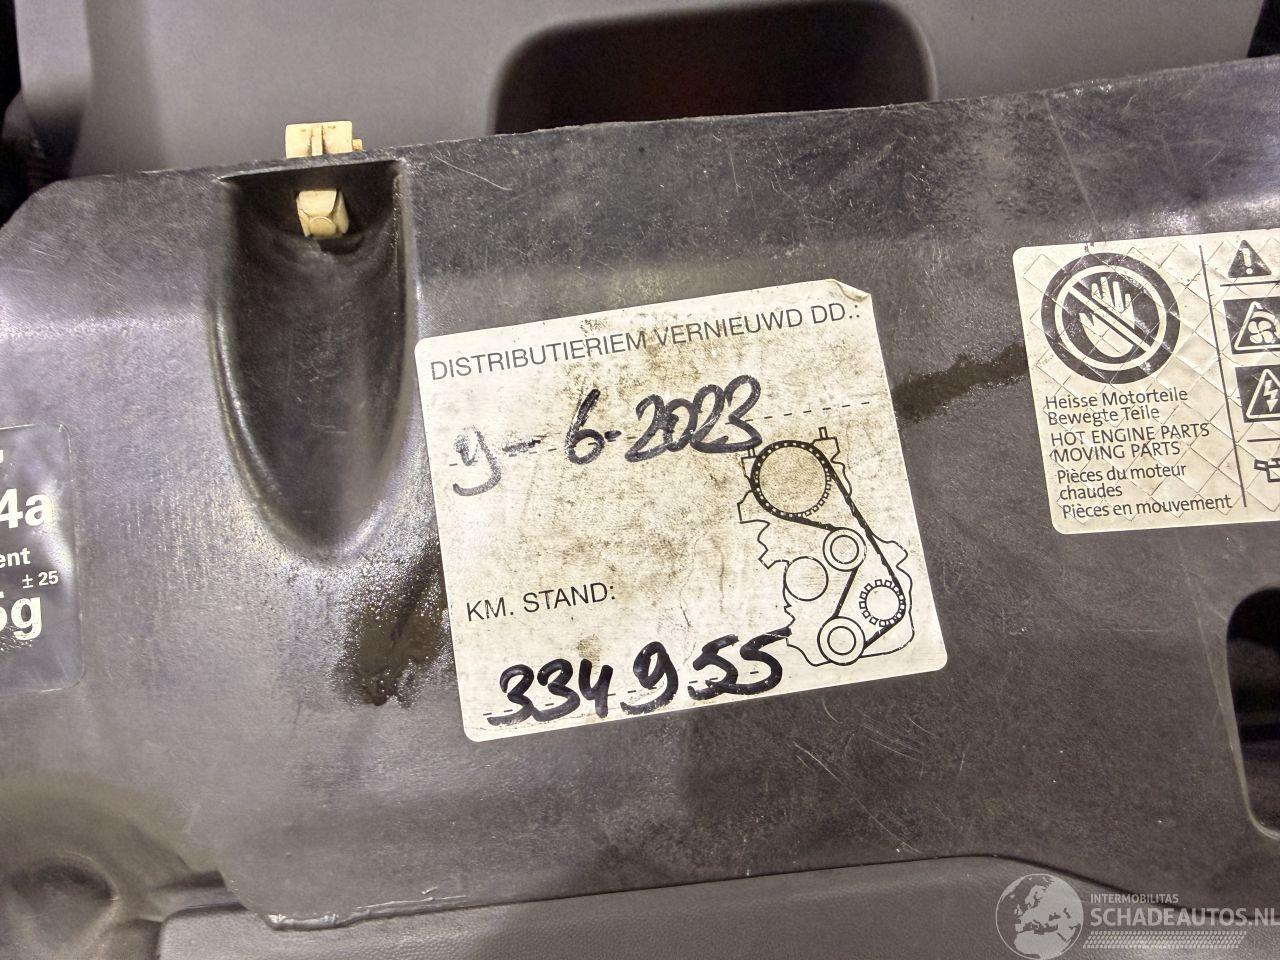 DISTRIBUTIERIEM VERNIEUWD DD.:
9-6-2023
KM. STAND:
334955
Heisse Motorteile
Bewegte Teile
HOT ENGINE PARTS
MOVING PARTS
Pièces du moteur
chaudes
Pièces en mouvement
4a
ent
± 25
5g
INTERMOBILITAS
SCHADEAUTOS.NL